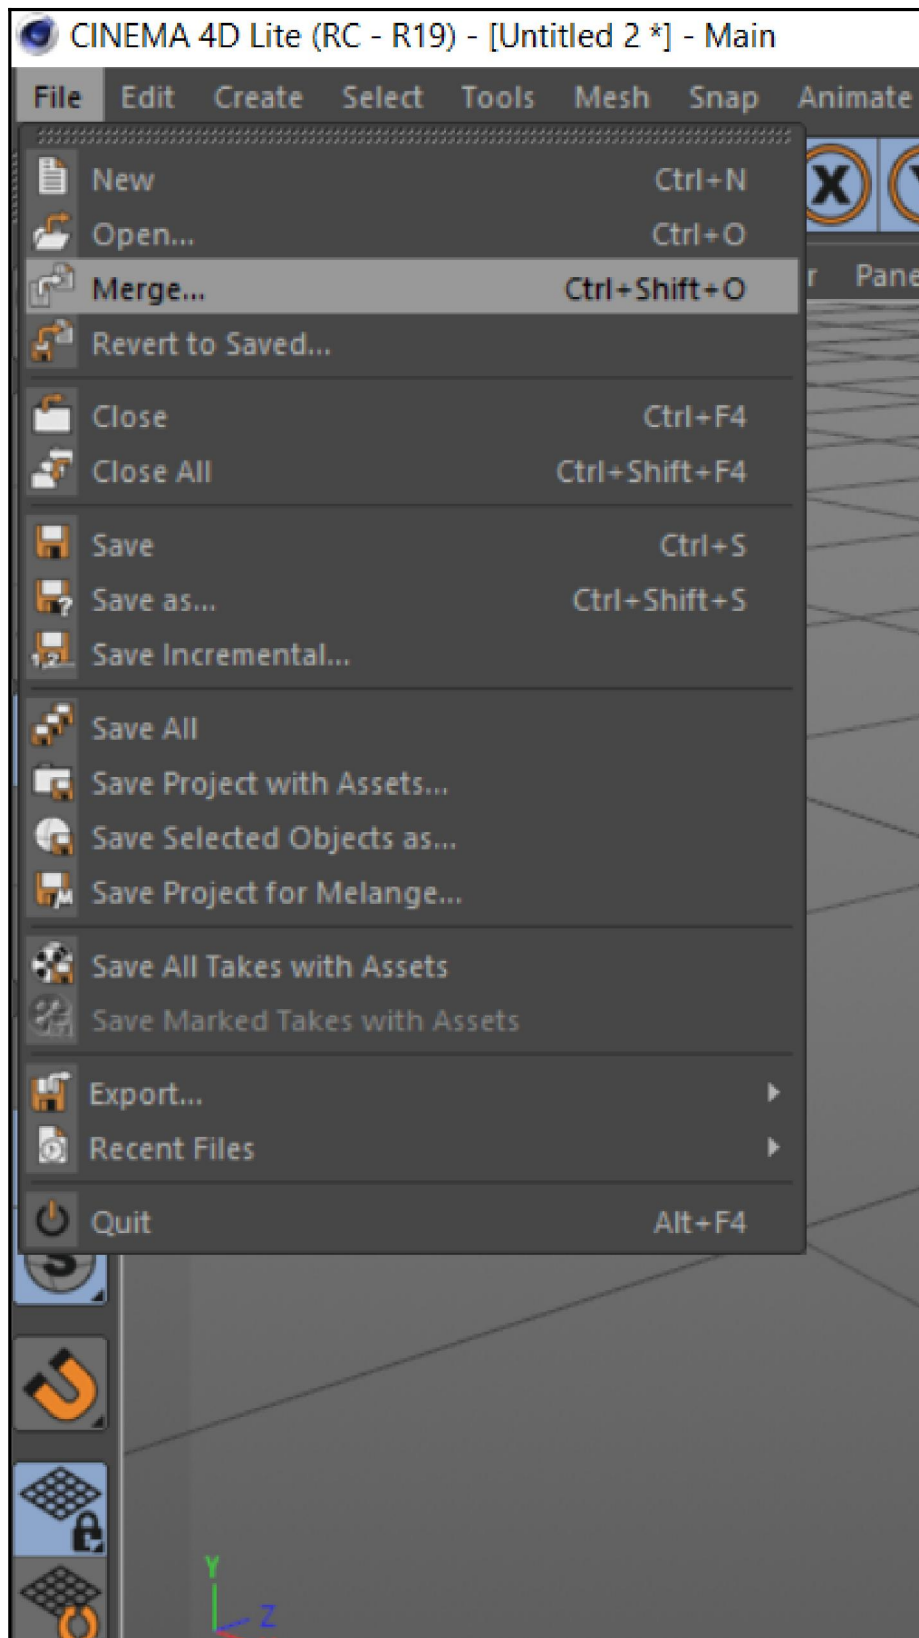 CINEMA 4D Lite (RC - R19) - [Untitled 2 *] - Main
File Edit Create Select Tools Mesh Snap Animate
New Ctrl+N
X
Open... Ctrl+O
Merge... Ctrl+Shift+O
r Pane
Revert to Saved...
Close Ctrl+F4
Close All Ctrl+Shift+F4
Save Ctrl+S
Save as... Ctrl+Shift+S
Save Incremental...
Save All
Save Project with Assets...
Save Selected Objects as...
Save Project for Melange...
Save All Takes with Assets
Save Marked Takes with Assets
Export...
Recent Files
Quit Alt+F4
S
Y
Z